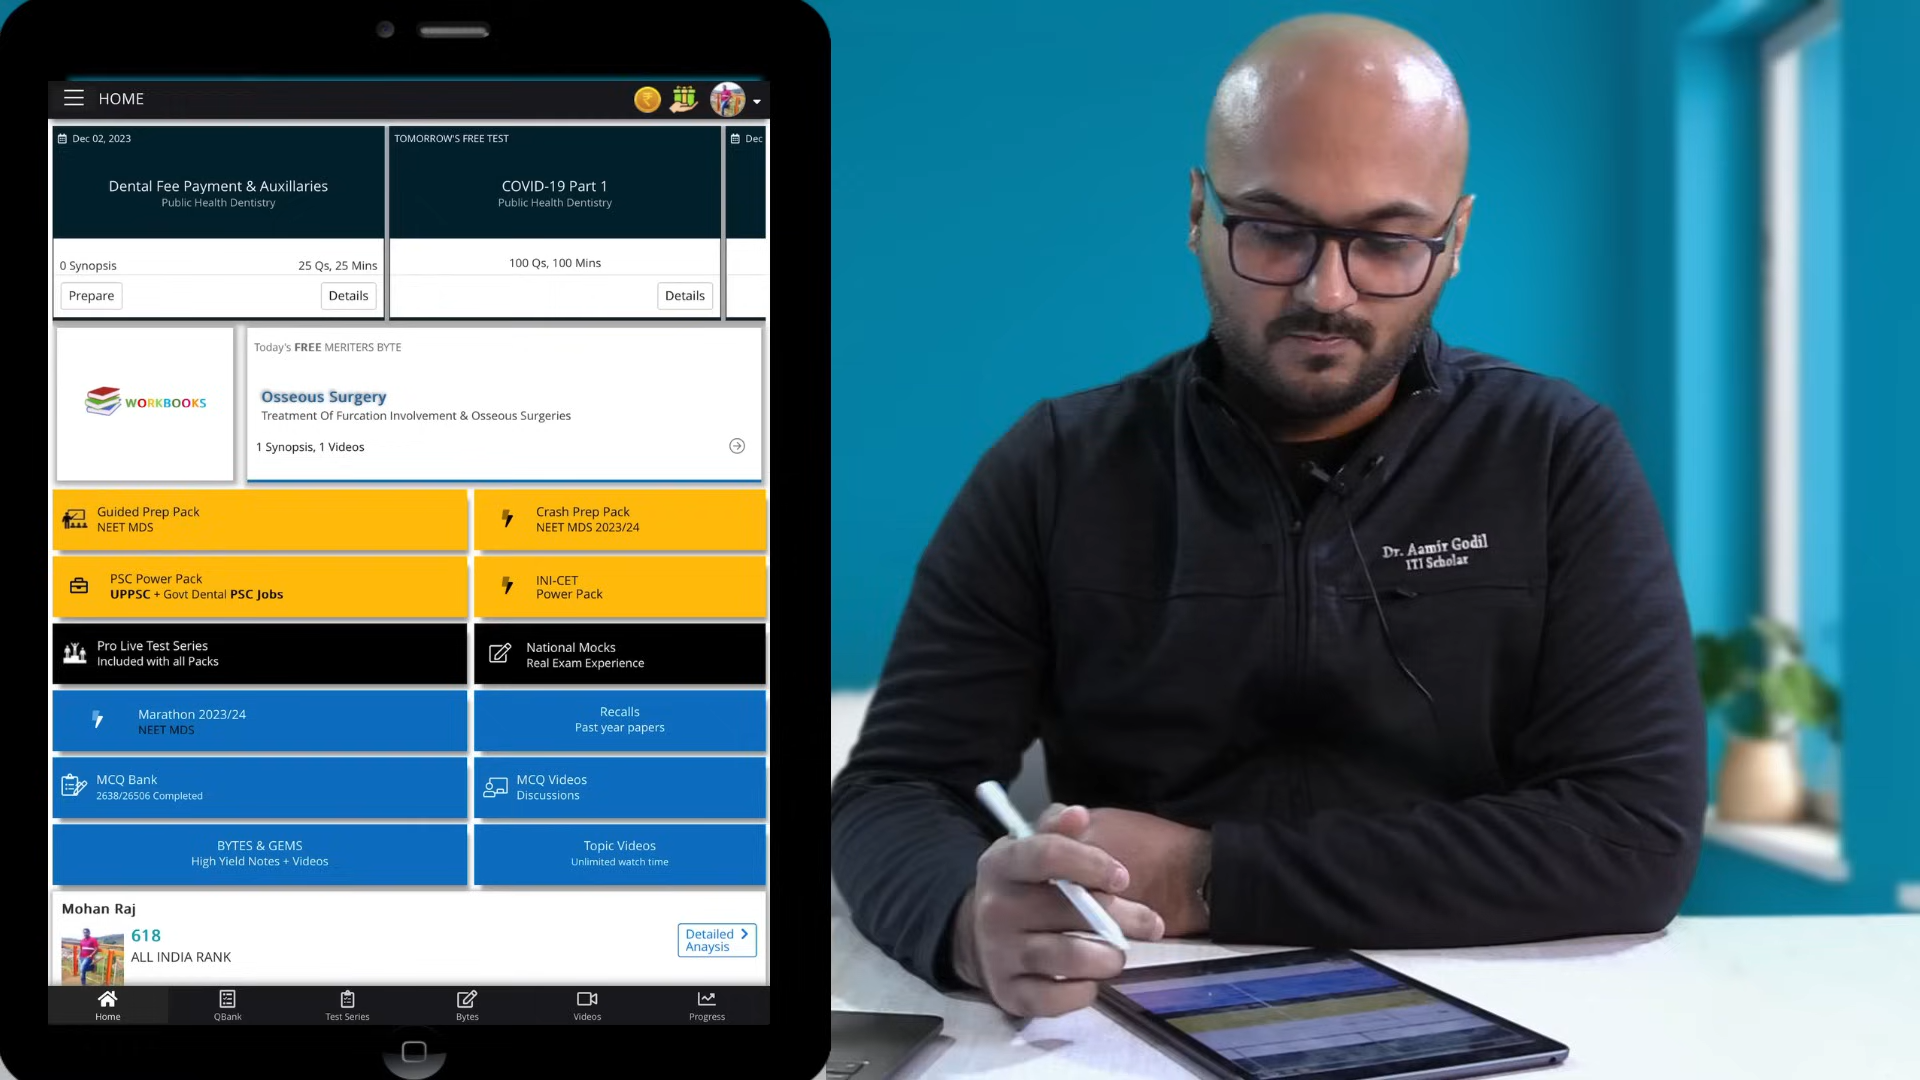 HOME
Dec 02, 2023
Dental Fee Payment & Auxillaries
Public Health Dentistry
0 Synopsis
25 Qs, 25 Mins
Prepare
Details
TOMORROW'S FREE TEST
COVID-19 Part 1
Public Health Dentistry
100 Qs, 100 Mins
Details
Dec
WORKBOOKS
Today's FREE MERITERS BYTE
Osseous Surgery
Treatment Of Furcation Involvement & Osseous Surgeries
1 Synopsis, 1 Videos
Guided Prep Pack
NEET MDS
Crash Prep Pack
NEET MDS 2023/24
PSC Power Pack
UPPSC + Govt Dental PSC Jobs
INI-CET
Power Pack
Pro Live Test Series
Included with all Packs
National Mocks
Real Exam Experience
Marathon 2023/24
NEET MDS
Recalls
Past year papers
MCQ Bank
2638/26506 Completed
MCQ Videos
Discussions
BYTES & GEMS
High Yield Notes + Videos
Topic Videos
Unlimited watch time
Mohan Raj
618
ALL INDIA RANK
Detailed
Anaysis
Home
QBank
Test Series
Bytes
Videos
Progress
Dr. Aamir Godil
ITI Scholar